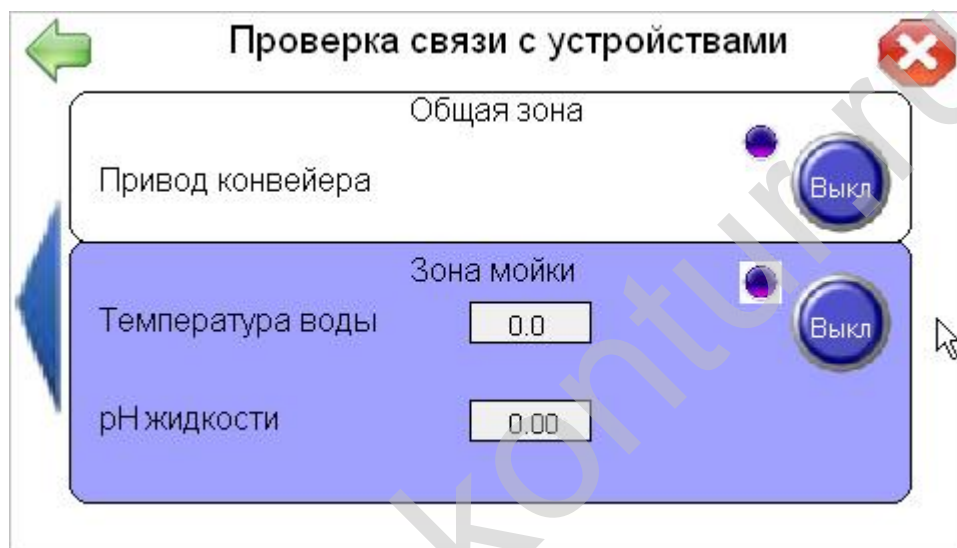 Проверка связи с устройствами
Общая зона
Привод конвейера
Выкл
Зона мойки
Температура воды
0.0
Выкл
pH жидкости
0.00
kontur.ru